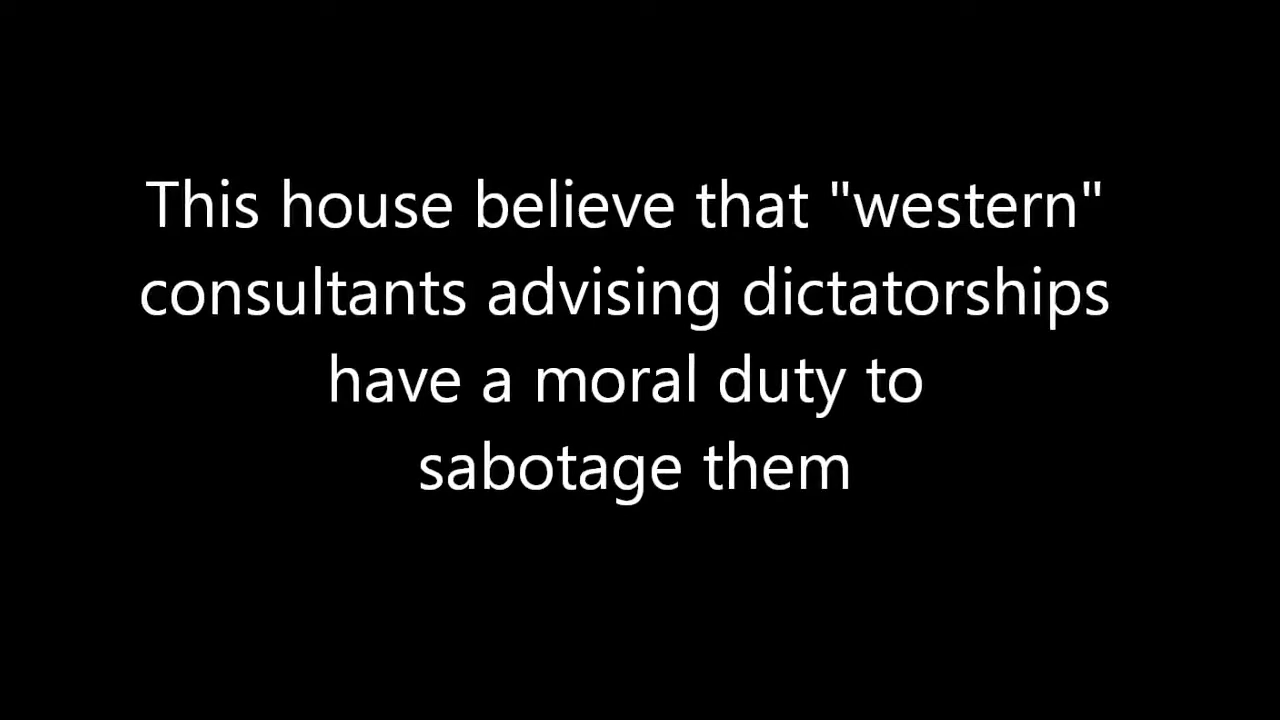 This house believe that "western"
consultants advising dictatorships
have a moral duty to
sabotage them